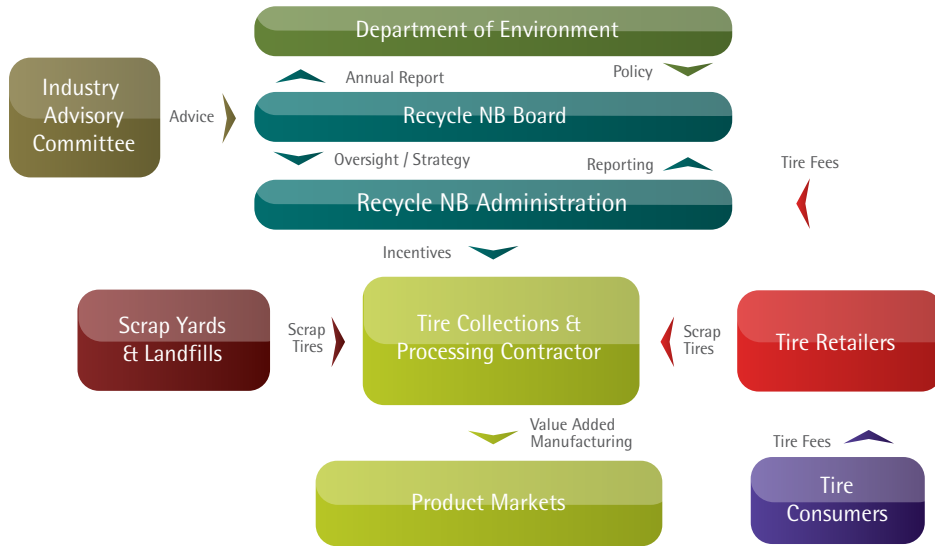 Department of Environment
Annual Report
Policy
Industry
Advisory
Committee
Advice
Recycle NB Board
Oversight / Strategy
Reporting
Tire Fees
Recycle NB Administration
Incentives
Scrap Yards
& Landfills
Scrap
Tires
Tire Collections &
Processing Contractor
Scrap
Tires
Tire Retailers
Value Added
Manufacturing
Tire Fees
Product Markets
Tire
Consumers